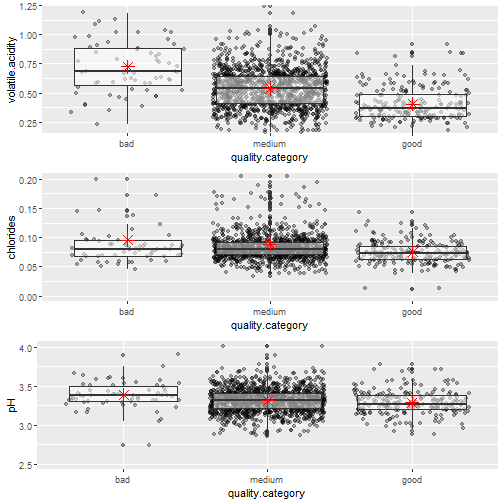 1.25
1.00
0.75
0.50
0.25
volatile.acidity
bad medium good
quality.category
0.20
0.15
0.10
0.05
0.00
chlorides
bad medium good
quality.category
4.0
3.5
3.0
2.5
pH
bad medium good
quality.category